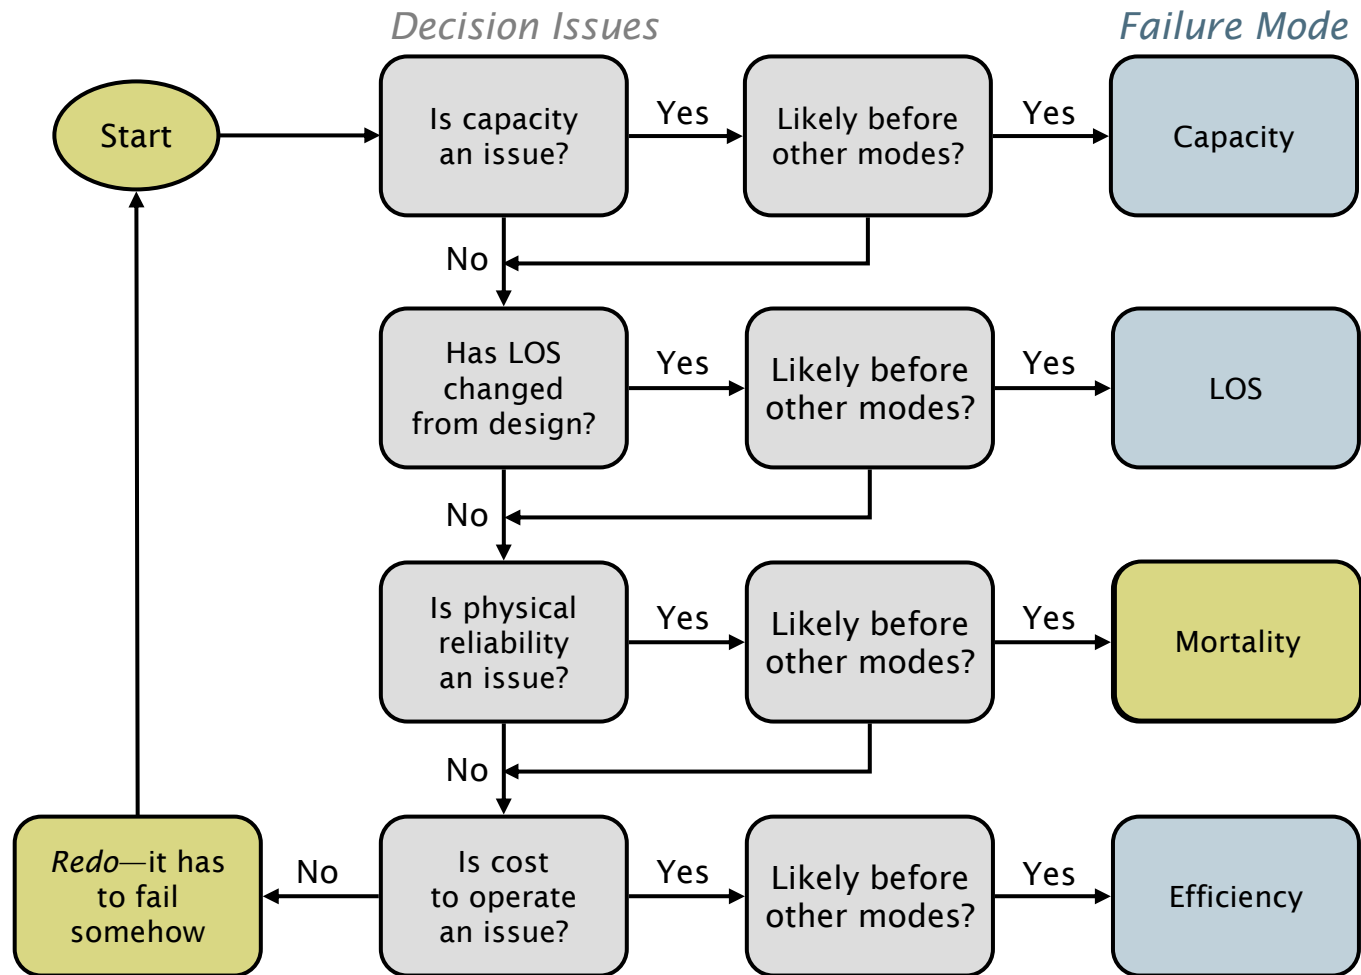 Decision Issues
Failure Mode
Start
Is capacity
an issue?
Yes
Likely before
other modes?
Yes
Capacity
No
Has LOS
changed
from design?
Yes
Likely before
other modes?
Yes
LOS
No
Is physical
reliability
an issue?
Yes
Likely before
other modes?
Yes
Mortality
No
Redo—it has
to fail
somehow
No
Is cost
to operate
an issue?
Yes
Likely before
other modes?
Yes
Efficiency